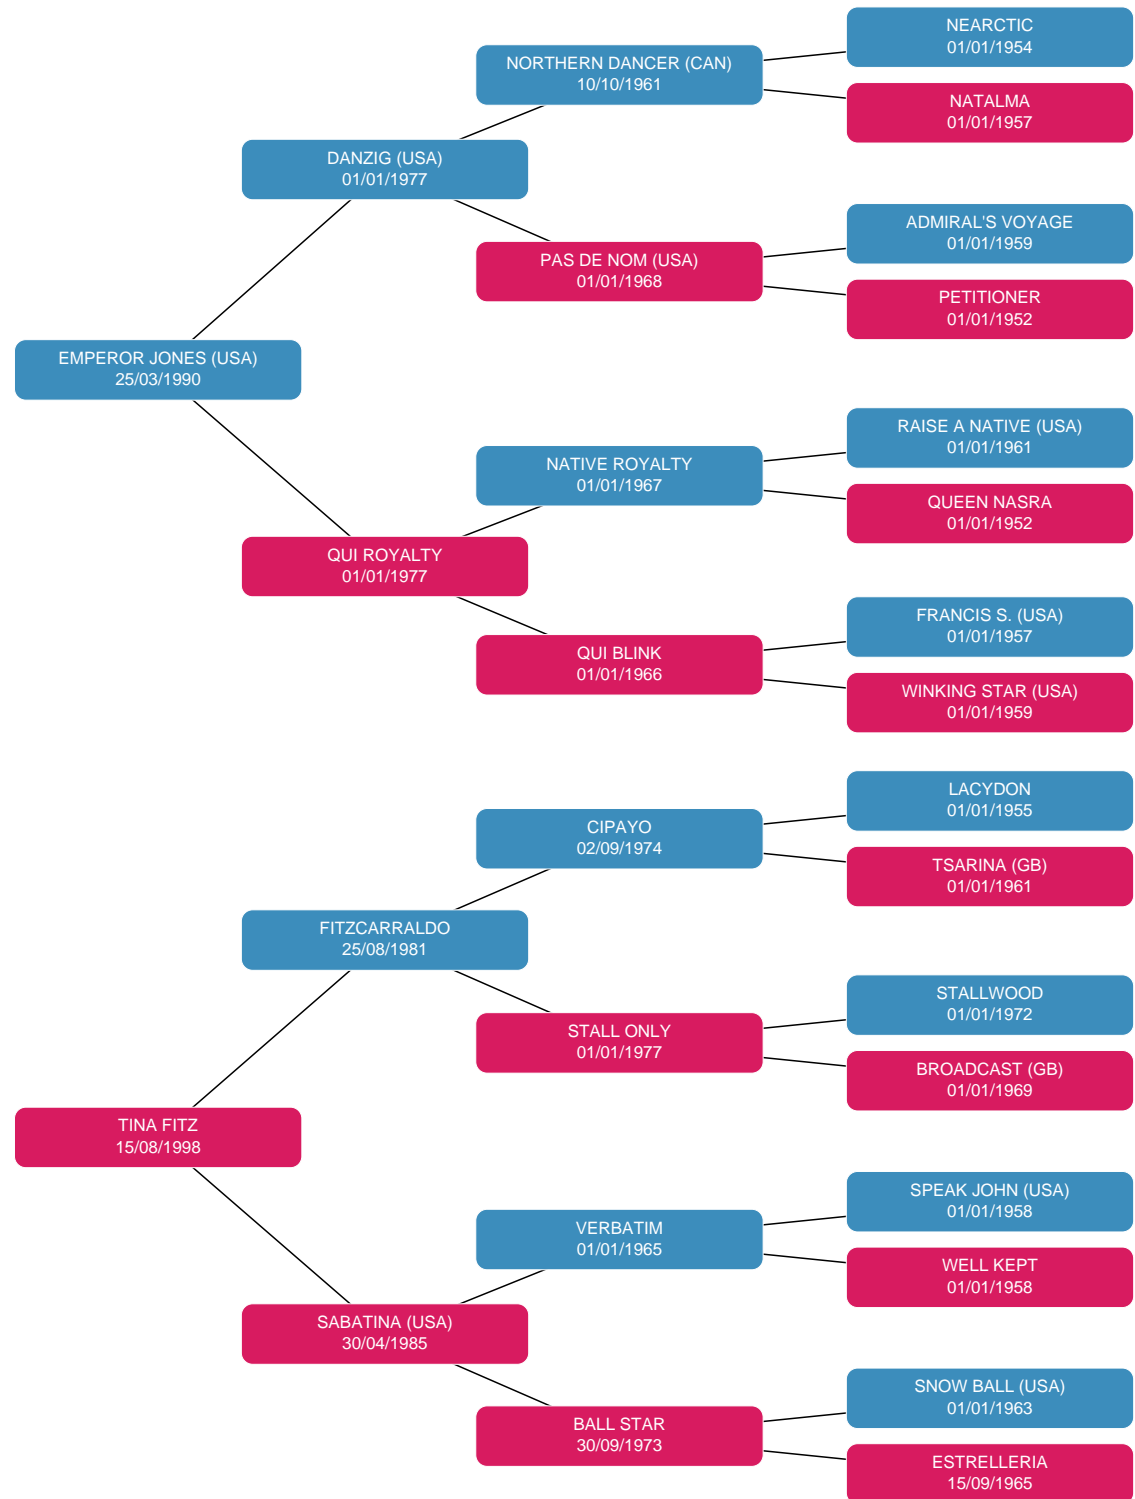 NEARCTIC
01/01/1954
NORTHERN DANCER (CAN)
10/10/1961
NATALMA
01/01/1957
DANZIG (USA)
01/01/1977
ADMIRAL'S VOYAGE
01/01/1959
PAS DE NOM (USA)
01/01/1968
PETITIONER
01/01/1952
EMPEROR JONES (USA)
25/03/1990
RAISE A NATIVE (USA)
01/01/1961
NATIVE ROYALTY
01/01/1967
QUEEN NASRA
01/01/1952
QUI ROYALTY
01/01/1977
FRANCIS S. (USA)
01/01/1957
QUI BLINK
01/01/1966
WINKING STAR (USA)
01/01/1959
LACYDON
01/01/1955
CIPAYO
02/09/1974
TSARINA (GB)
01/01/1961
FITZCARRALDO
25/08/1981
STALLWOOD
01/01/1972
STALL ONLY
01/01/1977
BROADCAST (GB)
01/01/1969
TINA FITZ
15/08/1998
SPEAK JOHN (USA)
01/01/1958
VERBATIM
01/01/1965
WELL KEPT
01/01/1958
SABATINA (USA)
30/04/1985
SNOW BALL (USA)
01/01/1963
BALL STAR
30/09/1973
ESTRELLERIA
15/09/1965